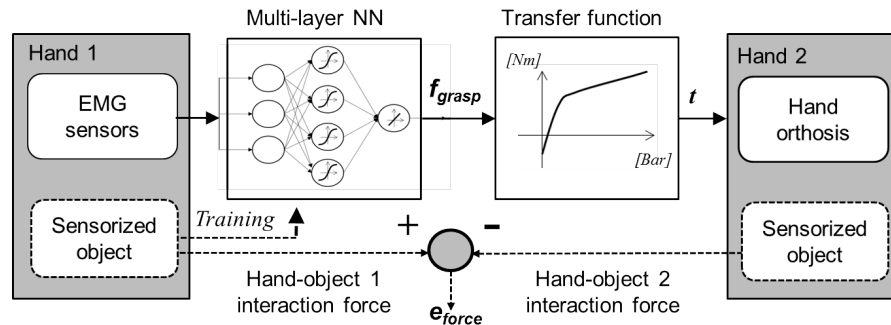 Multi-layer NN
Transfer function
Hand 1
EMG
sensors
f_grasp
[Nm]
[Bar]
t
Hand 2
Hand
orthosis
Sensorized
object
Training
+
-
Sensorized
object
Hand-object 1
interaction force
Hand-object 2
interaction force
e_force